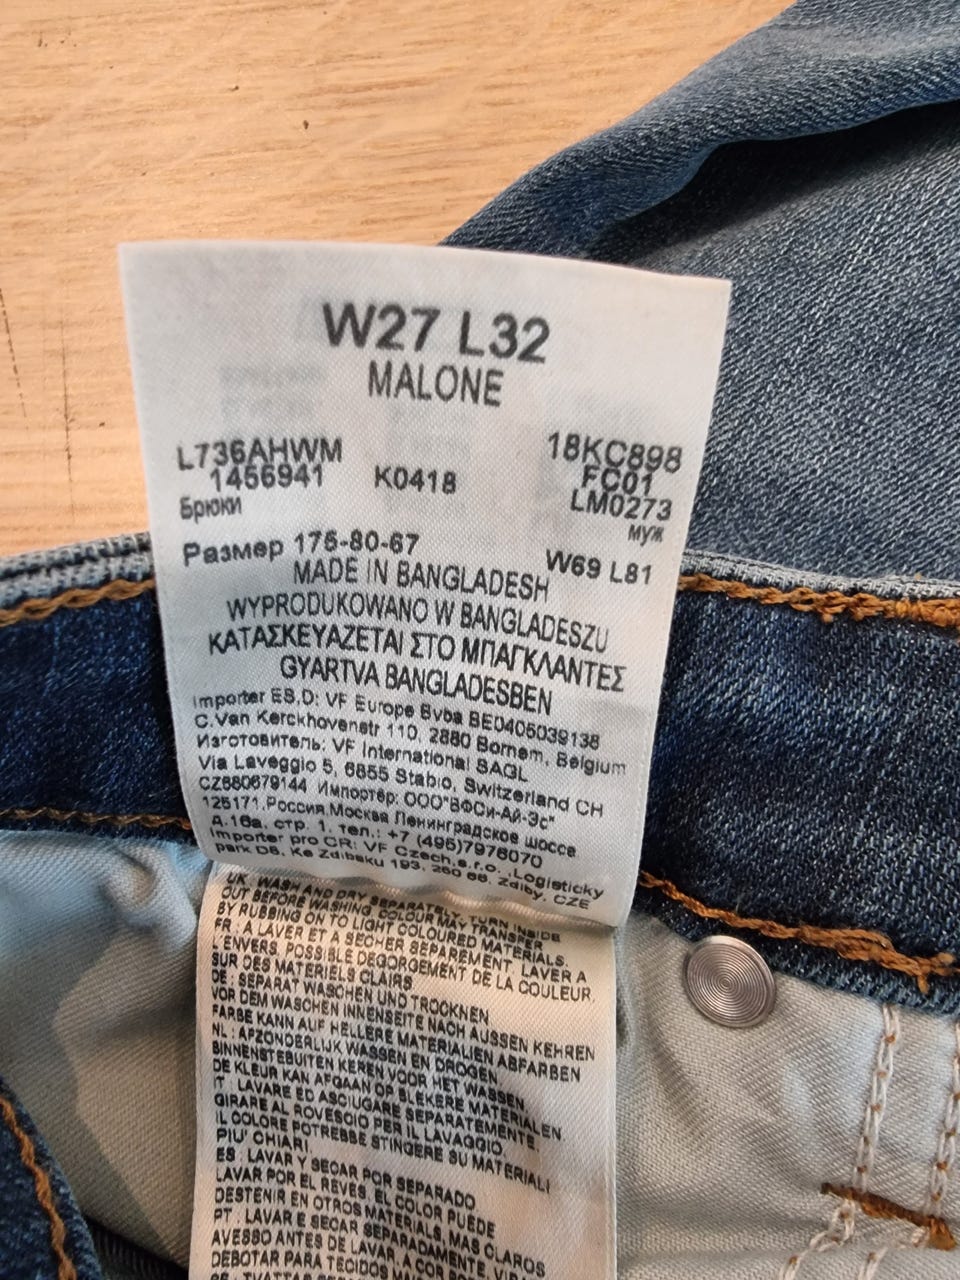 W27 L32
MALONE
L736AHWM 18KC898
1456941 K0418 FC01
Брюки LM0273
муж
Размер 175-80-67 W69 L81
MADE IN BANGLADESH
WYPRODUKOWANO W BANGLADESZU
ΚΑΤΑΣΚΕΥΑΖΕΤΑΙ ΣΤΟ ΜΠΑΓΚΛΑΝΤΕΣ
GYARTVA BANGLADESBEN
Importer ES,D: VF Europe Bvba BE0405039138
C.Van Kerckhovenstr 110, 2880 Bornem, Belgium
Изготовитель: VF International SAGL
Via Laveggio 5, 6855 Stabio, Switzerland CH
CZ680679144 Импортёр: ООО"ВФСи-Ай-Эс"
125171,Россия,Москва Ленинградское шоссе
д.16а, стр. 1, тел.: +7 (495)7976070
Importer pro CR: VF Czech,s.r.o. ,Logisticky
park D8, Ke Zdibsku 193, 250 66, Zdiby, CZE
UK: WASH AND DRY SEPARATELY. TURN INSIDE
OUT BEFORE WASHING. COLOUR MAY TRANSFER
BY RUBBING ON TO LIGHT COLOURED MATERIALS.
FR : A LAVER ET A SECHER SEPAREMENT. LAVER A
L'ENVERS. POSSIBLE DEGORGEMENT DE LA COULEUR
SUR DES MATERIELS CLAIRS
DE : SEPARAT WASCHEN UND TROCKNEN
VOR DEM WASCHEN INNENSEITE NACH AUSSEN KEHREN
FARBE KANN AUF HELLERE MATERIALIEN ABFARBEN
NL : AFZONDERLIJK WASSEN EN DROGEN
BINNENSTEBUITEN KEREN VOOR HET WASSEN
DE KLEUR KAN AFGAAN OP BLEKERE MATERIALEN
IT : LAVARE ED ASCIUGARE SEPARATEMENTE.
GIRARE AL ROVESCIO PER IL LAVAGGIO.
IL COLORE POTREBBE STINGERE SU MATERIALI
PIU' CHIARI
ES : LAVAR Y SECAR POR SEPARADO
LAVAR POR EL REVES, EL COLOR PUEDE
DESTENIR EN OTROS MATERIALS, MAS CLAROS
PT : LAVAR E SECAR SEPARADAMENTE, VIRAR
AVESSO ANTES DE LAVAR, A COR
DEBOTAR PARA TECIDOS